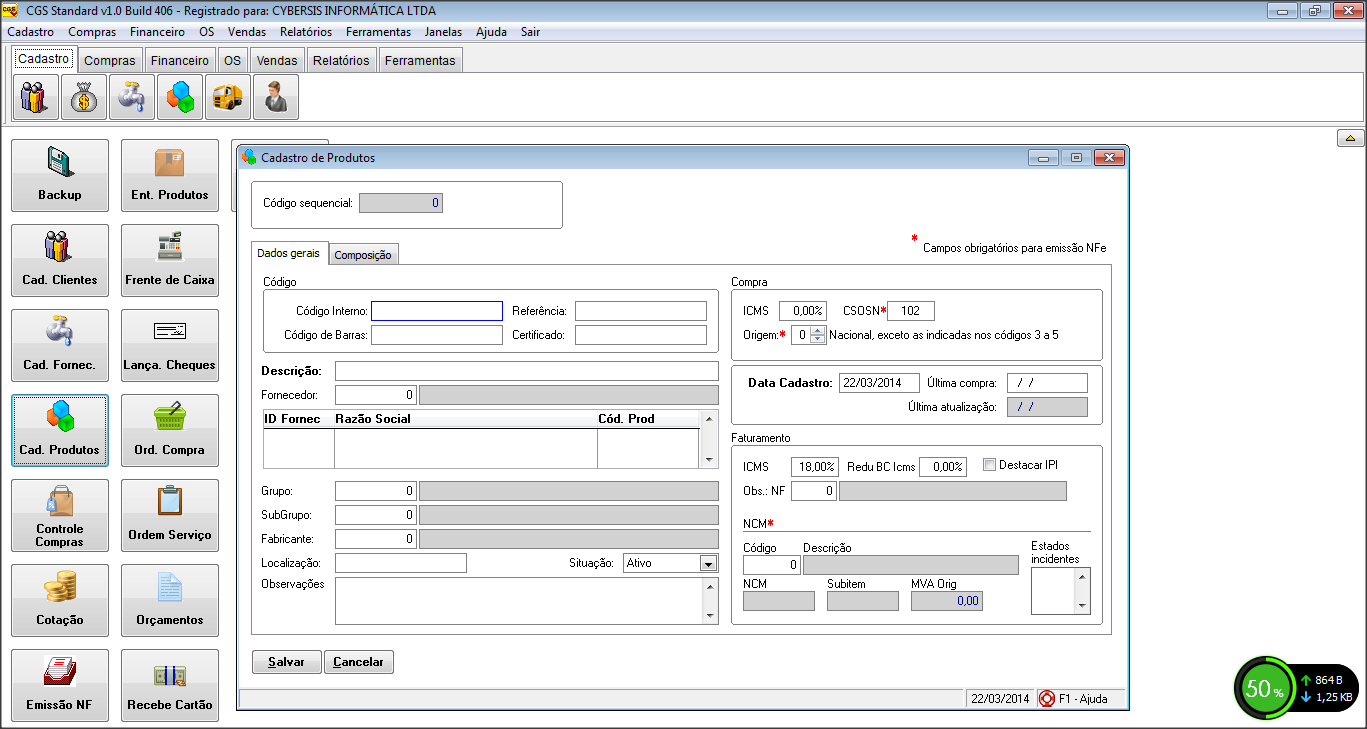 CGS Standard v1.0 Build 406 - Registrado para: CYBERSIS INFORMÁTICA LTDA
Cadastro Compras Financeiro OS Vendas Relatórios Ferramentas Janelas Ajuda Sair
Cadastro Compras Financeiro OS Vendas Relatórios Ferramentas
Backup
Ent. Produtos
Cad. Clientes
Frente de Caixa
Cad. Fornec.
Lança. Cheques
Cad. Produtos
Ord. Compra
Controle
Compras
Ordem Serviço
Cotação
Orçamentos
Emissão NF
Recebe Cartão
Cadastro de Produtos
Código sequencial: 0
* Campos obrigatórios para emissão NFe
Dados gerais Composição
Código
Código Interno: Referência:
Código de Barras: Certificado:
Descrição:
Fornecedor: 0
ID Fornec Razão Social Cód. Prod
Grupo: 0
SubGrupo: 0
Fabricante: 0
Localização: Situação: Ativo
Observações
Compra
ICMS 0,00% CSOSN* 102
Origem:* 0 Nacional, exceto as indicadas nos códigos 3 a 5
Data Cadastro: 22/03/2014 Última compra: / /
Última atualização: / /
Faturamento
ICMS 18,00% Redu BC Icms 0,00% Destacar IPI
Obs.: NF 0
NCM*
Código Descrição Estados
incidentes
0
NCM Subitem MVA Orig
0,00
Salvar Cancelar
22/03/2014 F1 - Ajuda
50%
864 B
1,25 KB